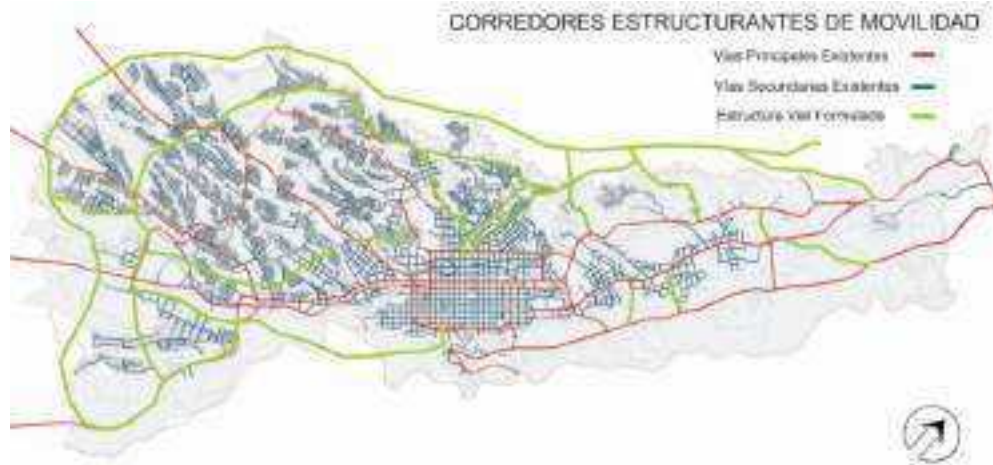 CORREDORES ESTRUCTURANTES DE MOVILIDAD
Vías Principales Existentes
Vías Secundarias Existentes
Estructura Vial Formulada